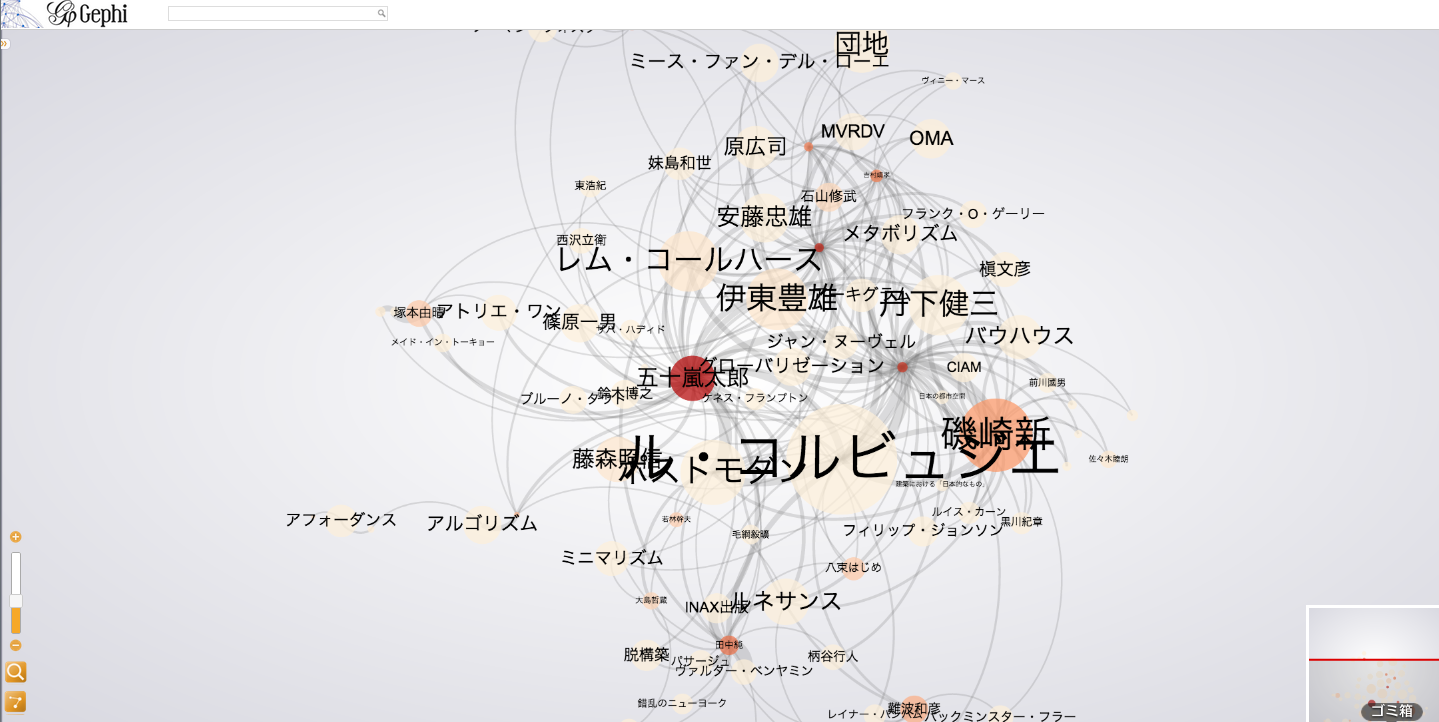 Gephi
団地
ミース・ファン・デル・ローエ
ヴィニー・マース
MVRDV
OMA
原広司
妹島和世
東浩紀
石山修武
安藤忠雄
フランク・O・ゲーリー
メタボリズム
西沢立衛
レム・コールハース
槇文彦
伊東豊雄
丹下健三
塚本由晴
アトリエ・ワン
篠原一男
ザハ・ハディド
バウハウス
メイド・イン・トーキョー
ジャン・ヌーヴェル
グローバリゼーション
CIAM
五十嵐太郎
前川國男
鈴木博之
ブルーノ・タウト
ケネス・フランプトン
日本の都市空間
磯崎新
ル・コルビュジエ
藤森照信
ポストモダン
佐々木睦朗
建築における「日本的なもの」
ルイス・カーン
アフォーダンス
アルゴリズム
若林幹夫
黒川紀章
フィリップ・ジョンソン
毛綱毅曠
ミニマリズム
八束はじめ
大島哲蔵
INAX出版
ルネサンス
田中純
脱構築
パサージュ
柄谷行人
ヴァルター・ベンヤミン
錯乱のニューヨーク
難波和彦
レイナー・バンハム
バックミンスター・フラー
ゴミ箱